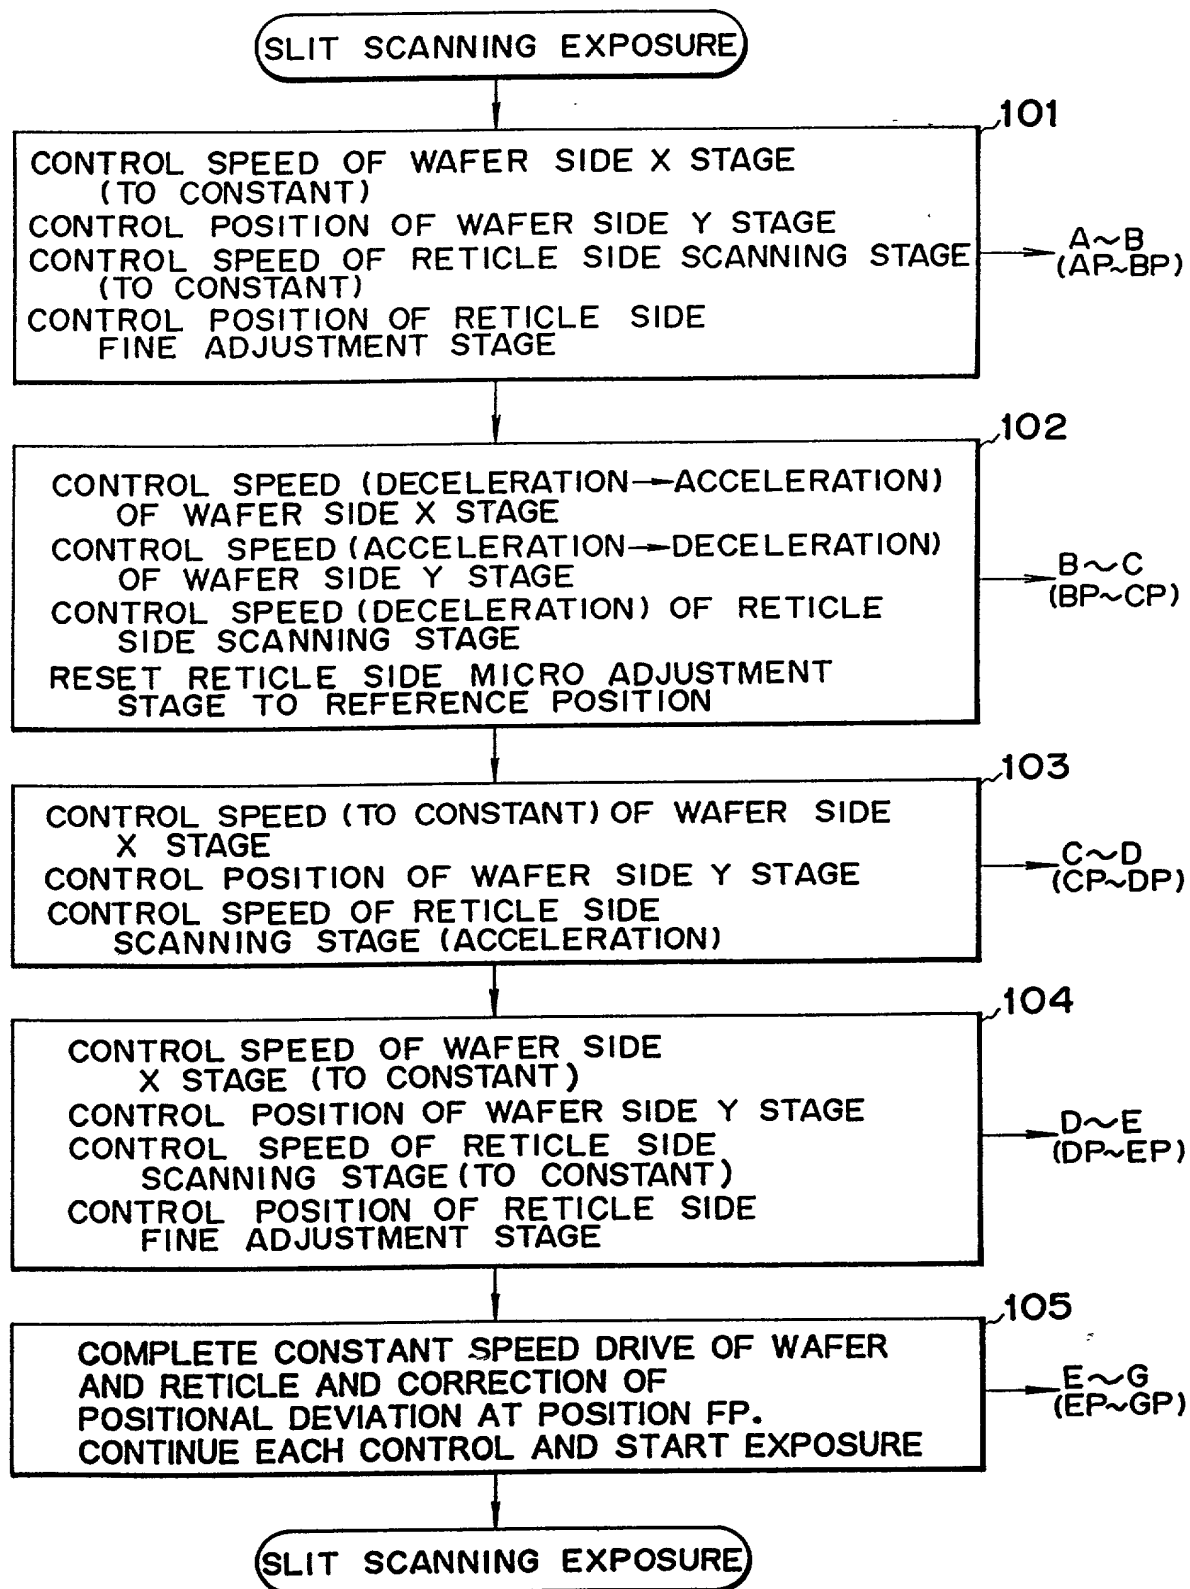 SLIT SCANNING EXPOSURE
101
CONTROL SPEED OF WAFER SIDE X STAGE
(TO CONSTANT)
CONTROL POSITION OF WAFER SIDE Y STAGE
CONTROL SPEED OF RETICLE SIDE SCANNING STAGE
(TO CONSTANT)
CONTROL POSITION OF RETICLE SIDE
FINE ADJUSTMENT STAGE
A~B
(AP~BP)
102
CONTROL SPEED (DECELERATION→ACCELERATION)
OF WAFER SIDE X STAGE
CONTROL SPEED (ACCELERATION→DECELERATION)
OF WAFER SIDE Y STAGE
CONTROL SPEED (DECELERATION) OF RETICLE
SIDE SCANNING STAGE
RESET RETICLE SIDE MICRO ADJUSTMENT
STAGE TO REFERENCE POSITION
B~C
(BP~CP)
103
CONTROL SPEED (TO CONSTANT) OF WAFER SIDE
X STAGE
CONTROL POSITION OF WAFER SIDE Y STAGE
CONTROL SPEED OF RETICLE SIDE
SCANNING STAGE (ACCELERATION)
C~D
(CP~DP)
104
CONTROL SPEED OF WAFER SIDE
X STAGE (TO CONSTANT)
CONTROL POSITION OF WAFER SIDE Y STAGE
CONTROL SPEED OF RETICLE SIDE
SCANNING STAGE (TO CONSTANT)
CONTROL POSITION OF RETICLE SIDE
FINE ADJUSTMENT STAGE
D~E
(DP~EP)
105
COMPLETE CONSTANT SPEED DRIVE OF WAFER
AND RETICLE AND CORRECTION OF
POSITIONAL DEVIATION AT POSITION FP.
CONTINUE EACH CONTROL AND START EXPOSURE
E~G
(EP~GP)
SLIT SCANNING EXPOSURE